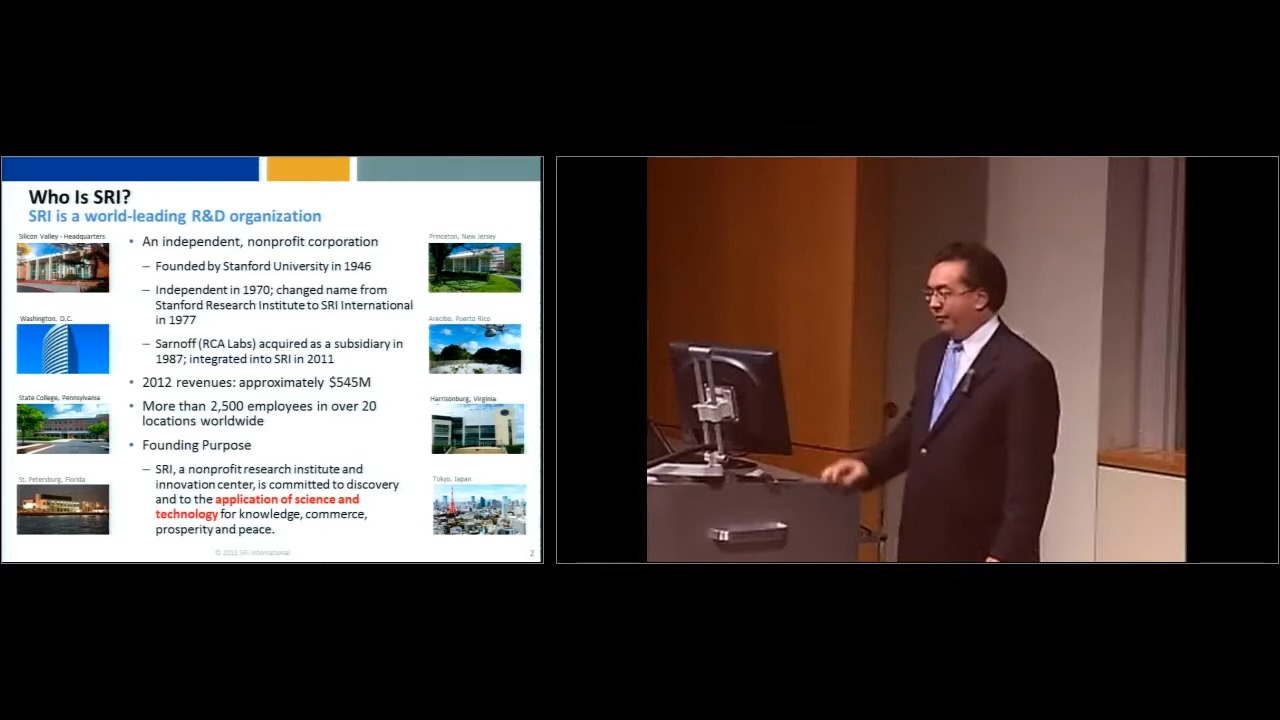 Who Is SRI?
SRI is a world-leading R&D organization
Silicon Valley - Headquarters
Washington, D.C.
State College, Pennsylvania
St. Petersburg, Florida
• An independent, nonprofit corporation
– Founded by Stanford University in 1946
– Independent in 1970; changed name from
Stanford Research Institute to SRI International
in 1977
– Sarnoff (RCA Labs) acquired as a subsidiary in
1987; integrated into SRI in 2011
• 2012 revenues: approximately $545M
• More than 2,500 employees in over 20
locations worldwide
• Founding Purpose
– SRI, a nonprofit research institute and
innovation center, is committed to discovery
and to the application of science and
technology for knowledge, commerce,
prosperity and peace.
Princeton, New Jersey
Arecibo, Puerto Rico
Harrisonburg, Virginia
Tokyo, Japan
© 2013 SRI International
2